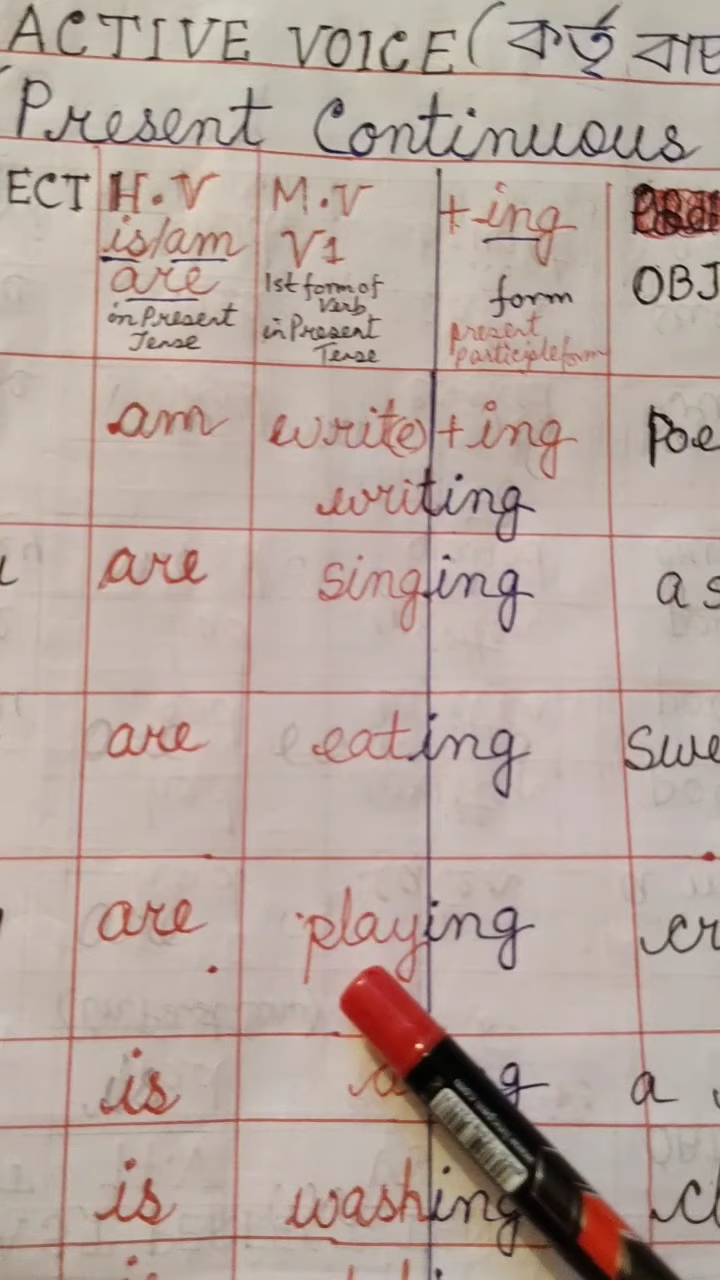 ACTIVE VOICE (কর্তৃ
Present Continuous
ECT H.V M.V +ing
is/am V1 OBJ
are 1st form of Verb form
in Present Tense in Present Tense present participle form
am write+ing
writing
are singing a
are eating
are playing
is a
is washing